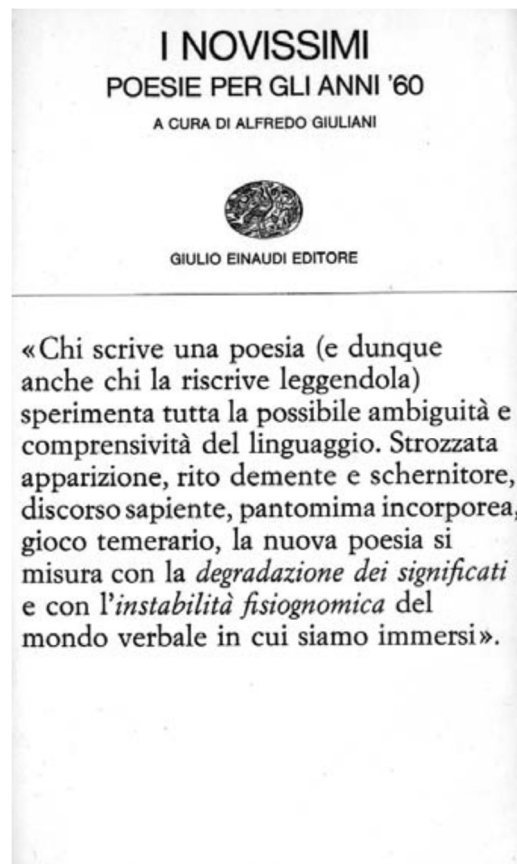 I NOVISSIMI
POESIE PER GLI ANNI '60
A CURA DI ALFREDO GIULIANI
GIULIO EINAUDI EDITORE
«Chi scrive una poesia (e dunque
anche chi la riscrive leggendola)
sperimenta tutta la possibile ambiguità e
comprensività del linguaggio. Strozzata
apparizione, rito demente e schernitore,
discorso sapiente, pantomima incorporea,
gioco temerario, la nuova poesia si
misura con la degradazione dei significati
e con l'instabilità fisiognomica del
mondo verbale in cui siamo immersi».